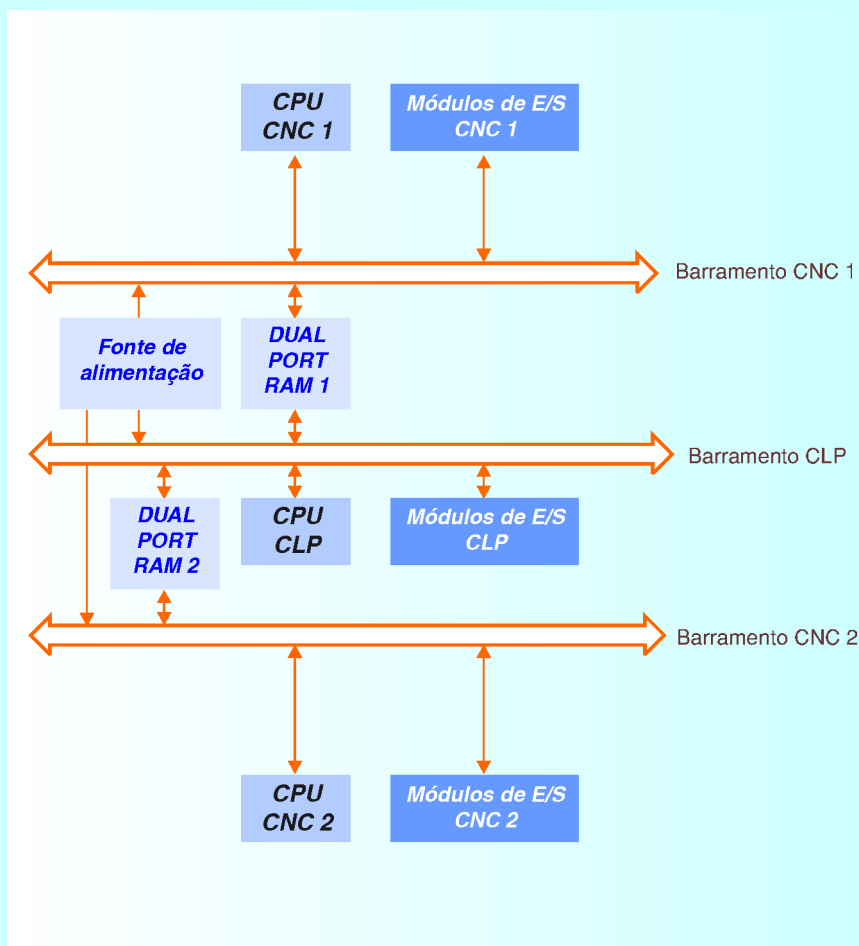 CPU
CNC 1
Módulos de E/S
CNC 1
Barramento CNC 1
Fonte de
alimentação
DUAL
PORT
RAM 1
Barramento CLP
DUAL
PORT
RAM 2
CPU
CLP
Módulos de E/S
CLP
Barramento CNC 2
CPU
CNC 2
Módulos de E/S
CNC 2